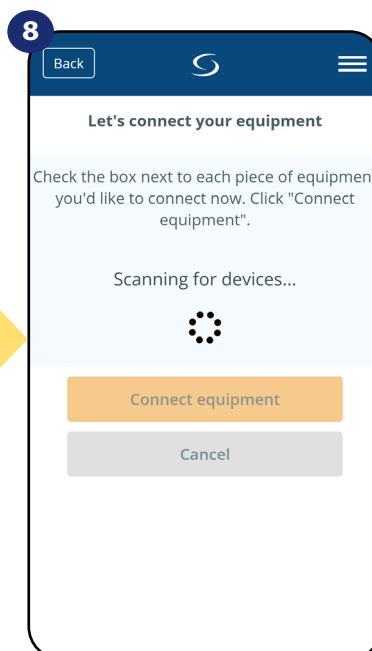 8
Back
Let's connect your equipment
Check the box next to each piece of equipmen
you'd like to connect now. Click "Connect
equipment".
Scanning for devices...
Connect equipment
Cancel